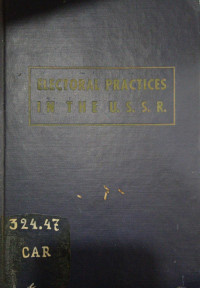 ELECTORAL PRACTICES
IN THE U. S. S. R.
324.47
CAR